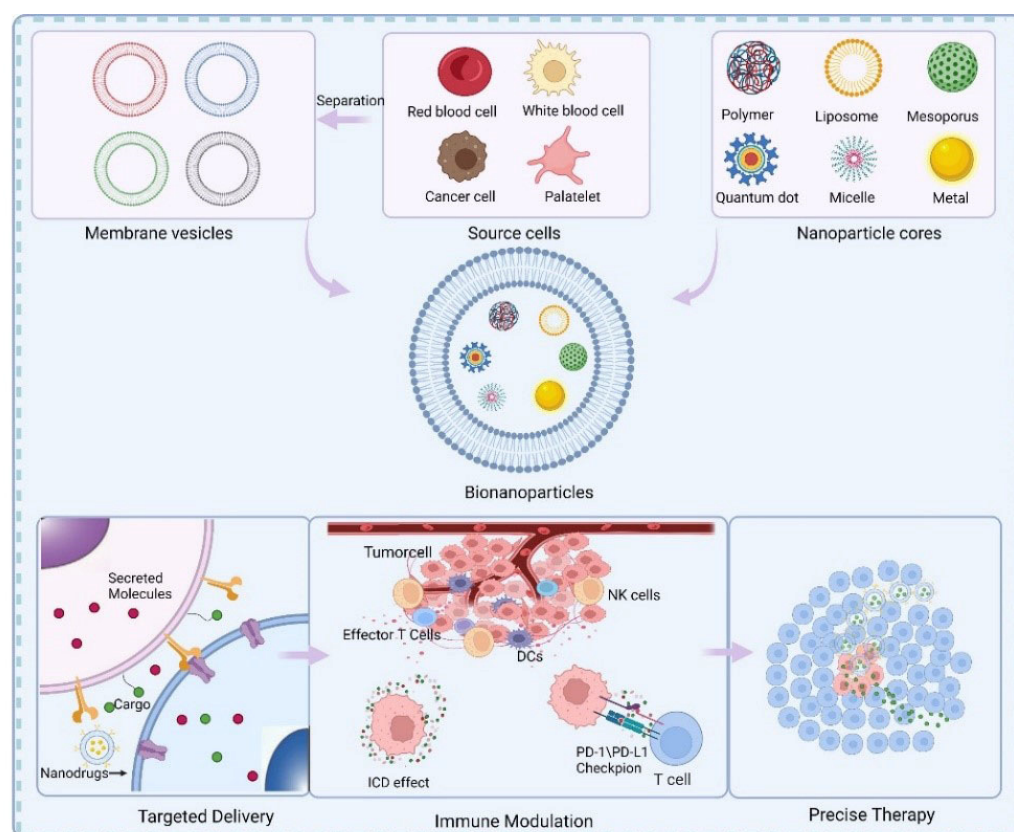 Separation
Red blood cell
White blood cell
Cancer cell
Palatelet
Polymer
Liposome
Mesoporus
Quantum dot
Micelle
Metal
Membrane vesicles
Source cells
Nanoparticle cores
Bionanoparticles
Secreted
Molecules
Cargo
Nanodrugs
Tumorcell
NK cells
Effector T Cells
DCs
ICD effect
PD-1\PD-L1
Checkpion
T cell
Targeted Delivery
Immune Modulation
Precise Therapy